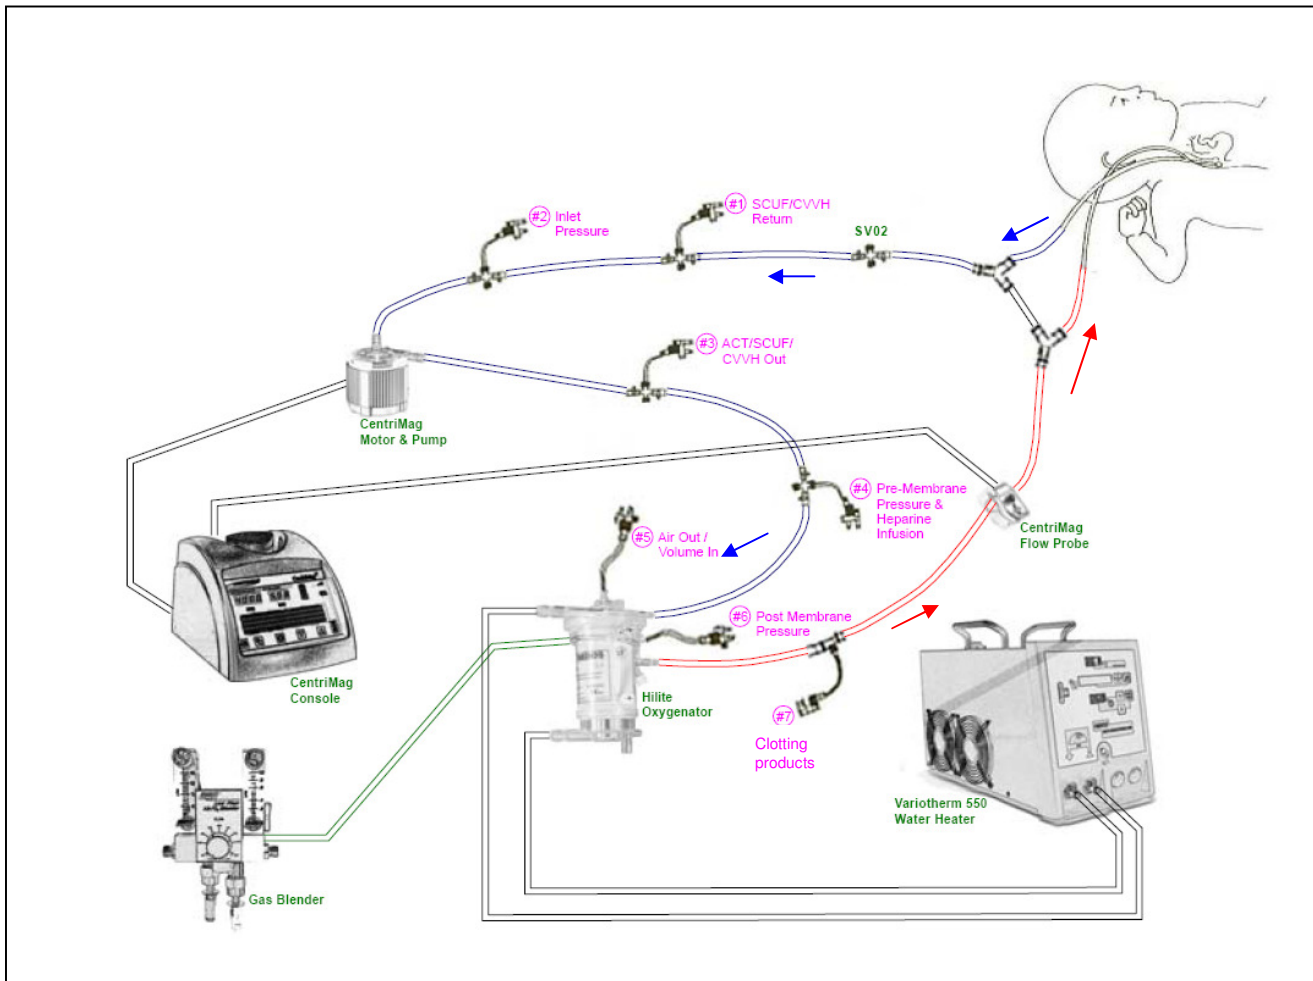 #1 SCUF/CVVH
Return
#2 Inlet
Pressure
SV02
#3 ACT/SCUF/
CVVH Out
CentriMag
Motor & Pump
#4 Pre-Membrane
Pressure &
Heparine
Infusion
CentriMag
Flow Probe
#5 Air Out /
Volume In
#6 Post Membrane
Pressure
CentriMag
Console
Hilite
Oxygenator
#7
Clotting
products
Variotherm 550
Water Heater
Gas Blender